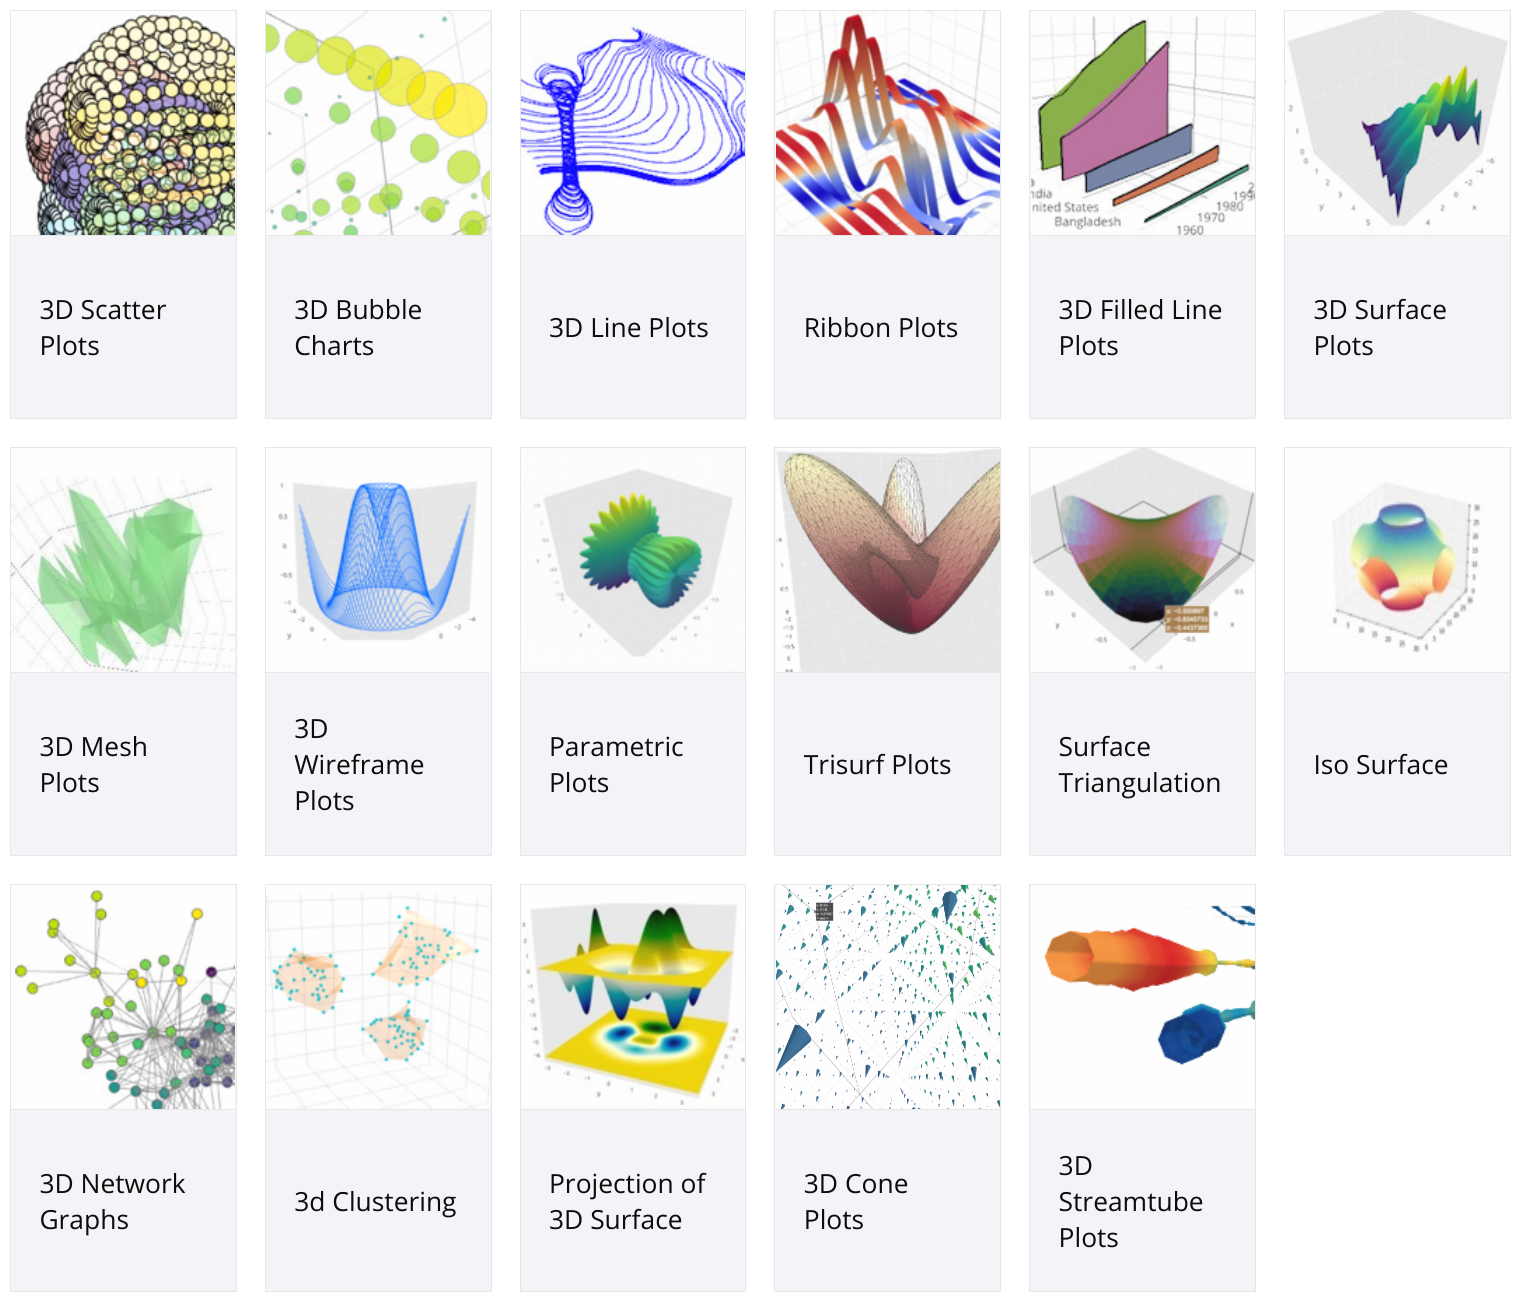 ndia
nited States
Bangladesh
1980
1970
1960
3D Scatter
Plots
3D Bubble
Charts
3D Line Plots
Ribbon Plots
3D Filled Line
Plots
3D Surface
Plots
3D Mesh
Plots
3D
Wireframe
Plots
Parametric
Plots
Trisurf Plots
Surface
Triangulation
Iso Surface
3D Network
Graphs
3d Clustering
Projection of
3D Surface
3D Cone
Plots
3D
Streamtube
Plots